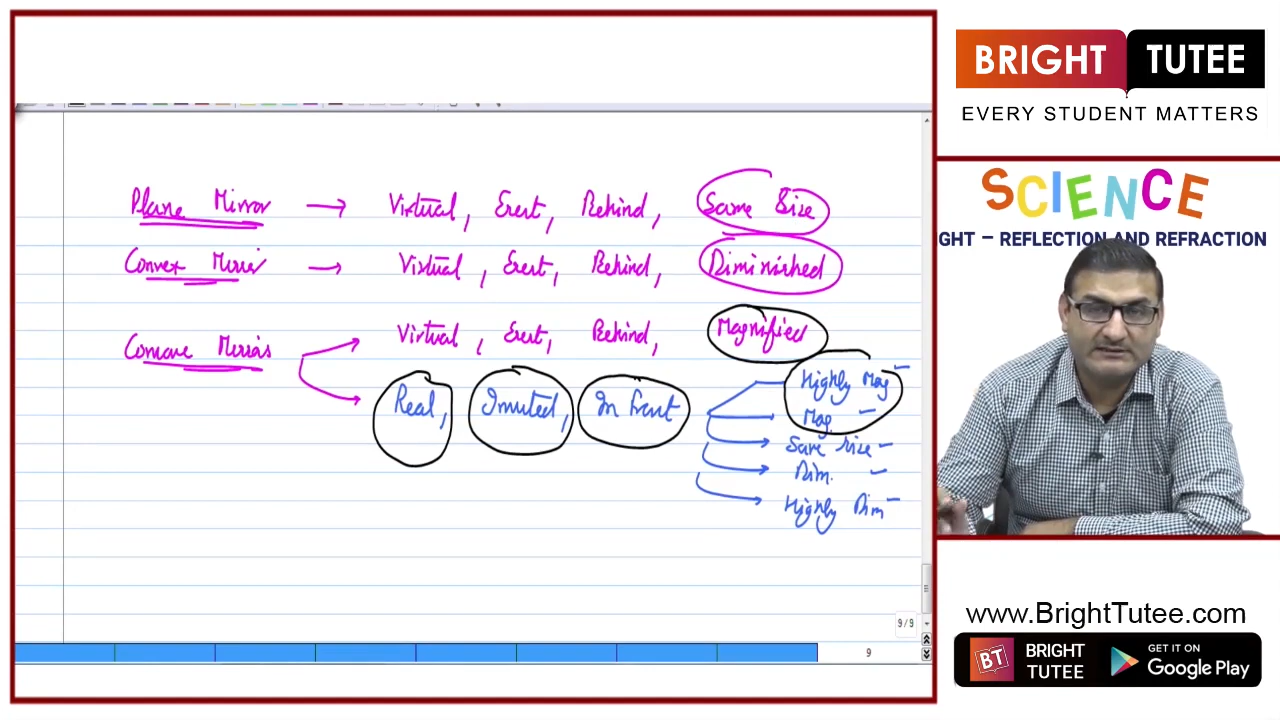 BRIGHT TUTEE
EVERY STUDENT MATTERS
SCIENCE
IGHT – REFLECTION AND REFRACTION
Plane Mirror → Virtual, Erect, Behind, Same Size
Convex Mirror → Virtual, Erect, Behind, Diminished
Concave Mirror Virtual, Erect, Behind, Magnified
Real, Inverted, In front
Highly Mag
Mag.
Same size
Dim.
Highly Dim
9/9
9
www.BrightTutee.com
BT BRIGHT TUTEE
GET IT ON
Google Play